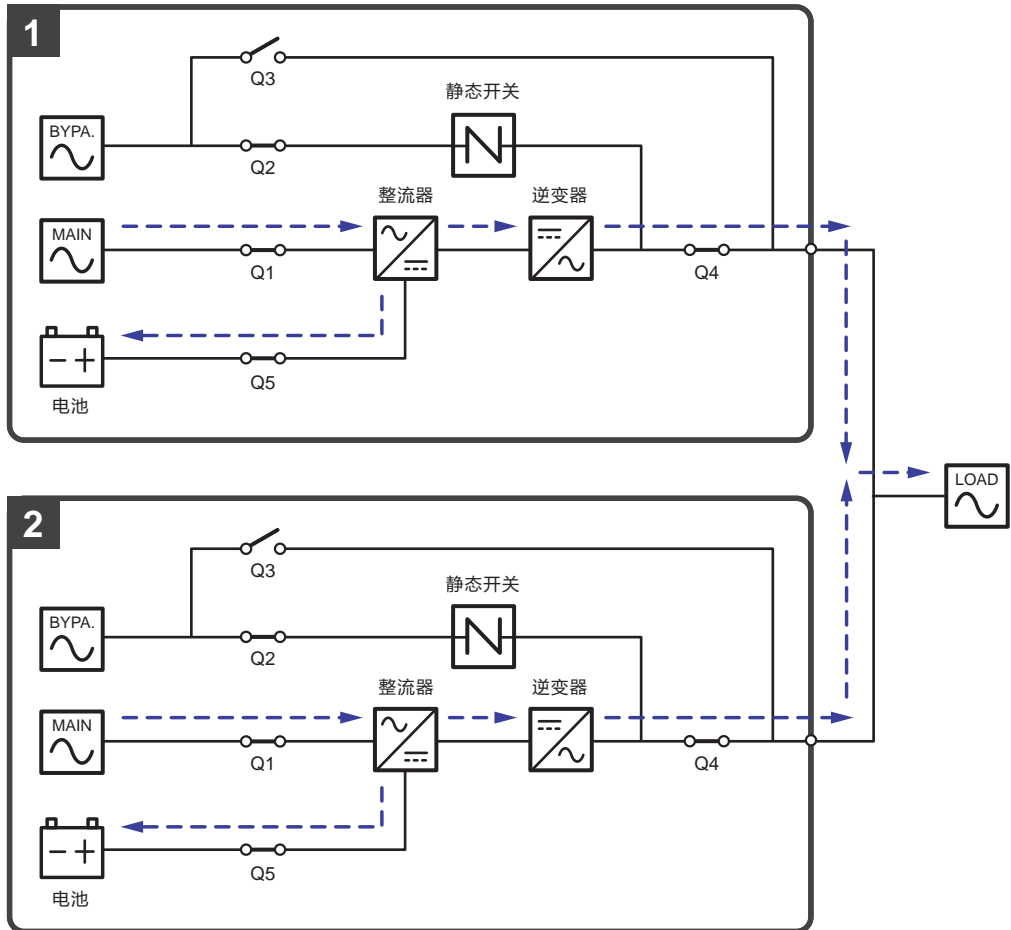 1
Q3
静态开关
BYPA.
Q2
整流器
逆变器
MAIN
Q1
Q4
Q5
电池
LOAD
2
Q3
静态开关
BYPA.
Q2
整流器
逆变器
MAIN
Q1
Q4
Q5
电池